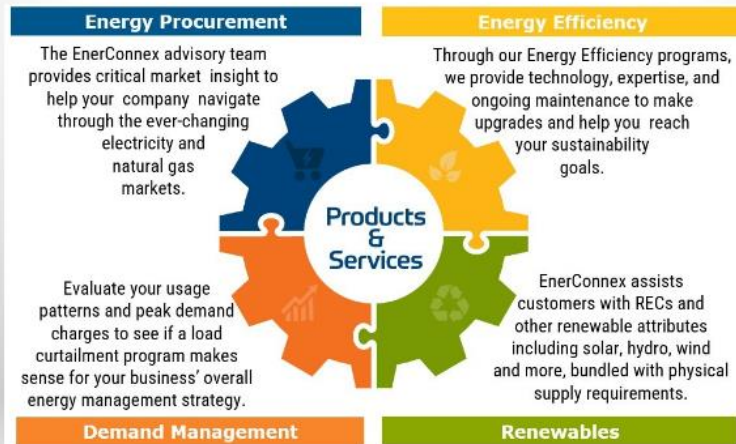 Energy Procurement
The EnerConnex advisory team
provides critical market insight to
help your company navigate
through the ever-changing
electricity and
natural gas
markets.
Energy Efficiency
Through our Energy Efficiency programs,
we provide technology, expertise, and
ongoing maintenance to make
upgrades and help you reach
your sustainability
goals.
Products
&
Services
Evaluate your usage
patterns and peak demand
charges to see if a load
curtailment program makes
sense for your business’ overall
energy management strategy.
Demand Management
EnerConnex assists
customers with RECs and
other renewable attributes
including solar, hydro, wind
and more, bundled with physical
supply requirements.
Renewables